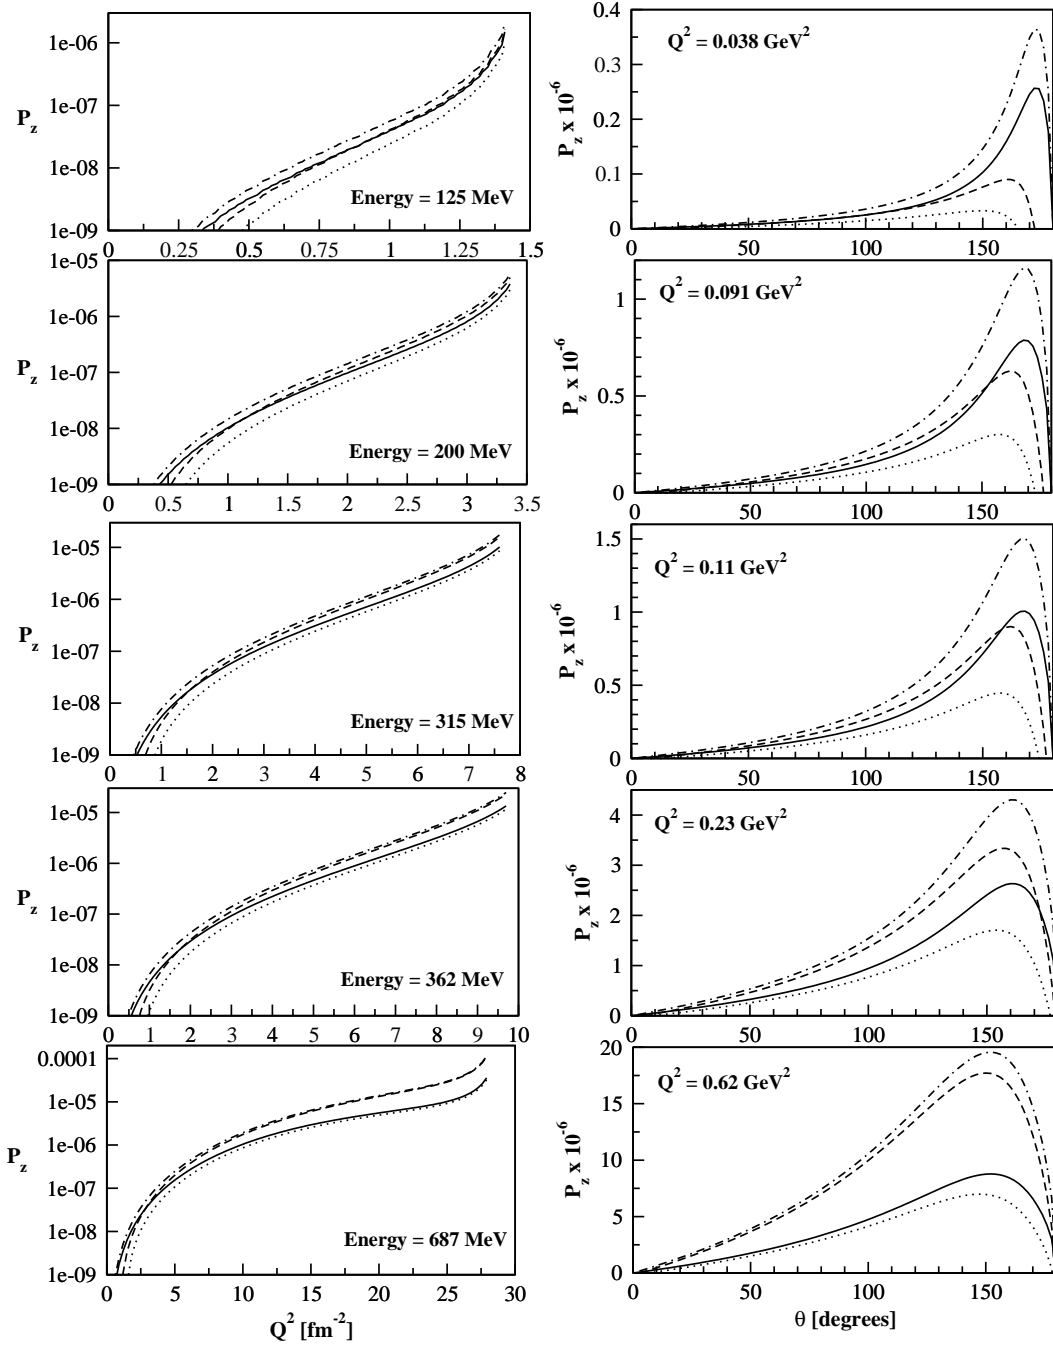 1e-06
1e-07
1e-08
1e-09
P_z
Energy = 125 MeV
0 0.25 0.5 0.75 1 1.25 1.5
1e-05
1e-06
1e-07
1e-08
1e-09
P_z
Energy = 200 MeV
0 0.5 1 1.5 2 2.5 3 3.5
1e-05
1e-06
1e-07
1e-08
1e-09
P_z
Energy = 315 MeV
0 1 2 3 4 5 6 7 8
1e-05
1e-06
1e-07
1e-08
1e-09
P_z
Energy = 362 MeV
0 1 2 3 4 5 6 7 8 9 10
0.0001
1e-05
1e-06
1e-07
1e-08
1e-09
P_z
Energy = 687 MeV
0 5 10 15 20 25 30
Q^2 [fm^-2]
0.4
0.3
0.2
0.1
0
P_z x 10^-6
Q^2 = 0.038 GeV^2
0 50 100 150
1
0.5
0
P_z x 10^-6
Q^2 = 0.091 GeV^2
0 50 100 150
1.5
1
0.5
0
P_z x 10^-6
Q^2 = 0.11 GeV^2
0 50 100 150
4
3
2
1
0
P_z x 10^-6
Q^2 = 0.23 GeV^2
0 50 100 150
20
15
10
5
0
P_z x 10^-6
Q^2 = 0.62 GeV^2
0 50 100 150
θ [degrees]